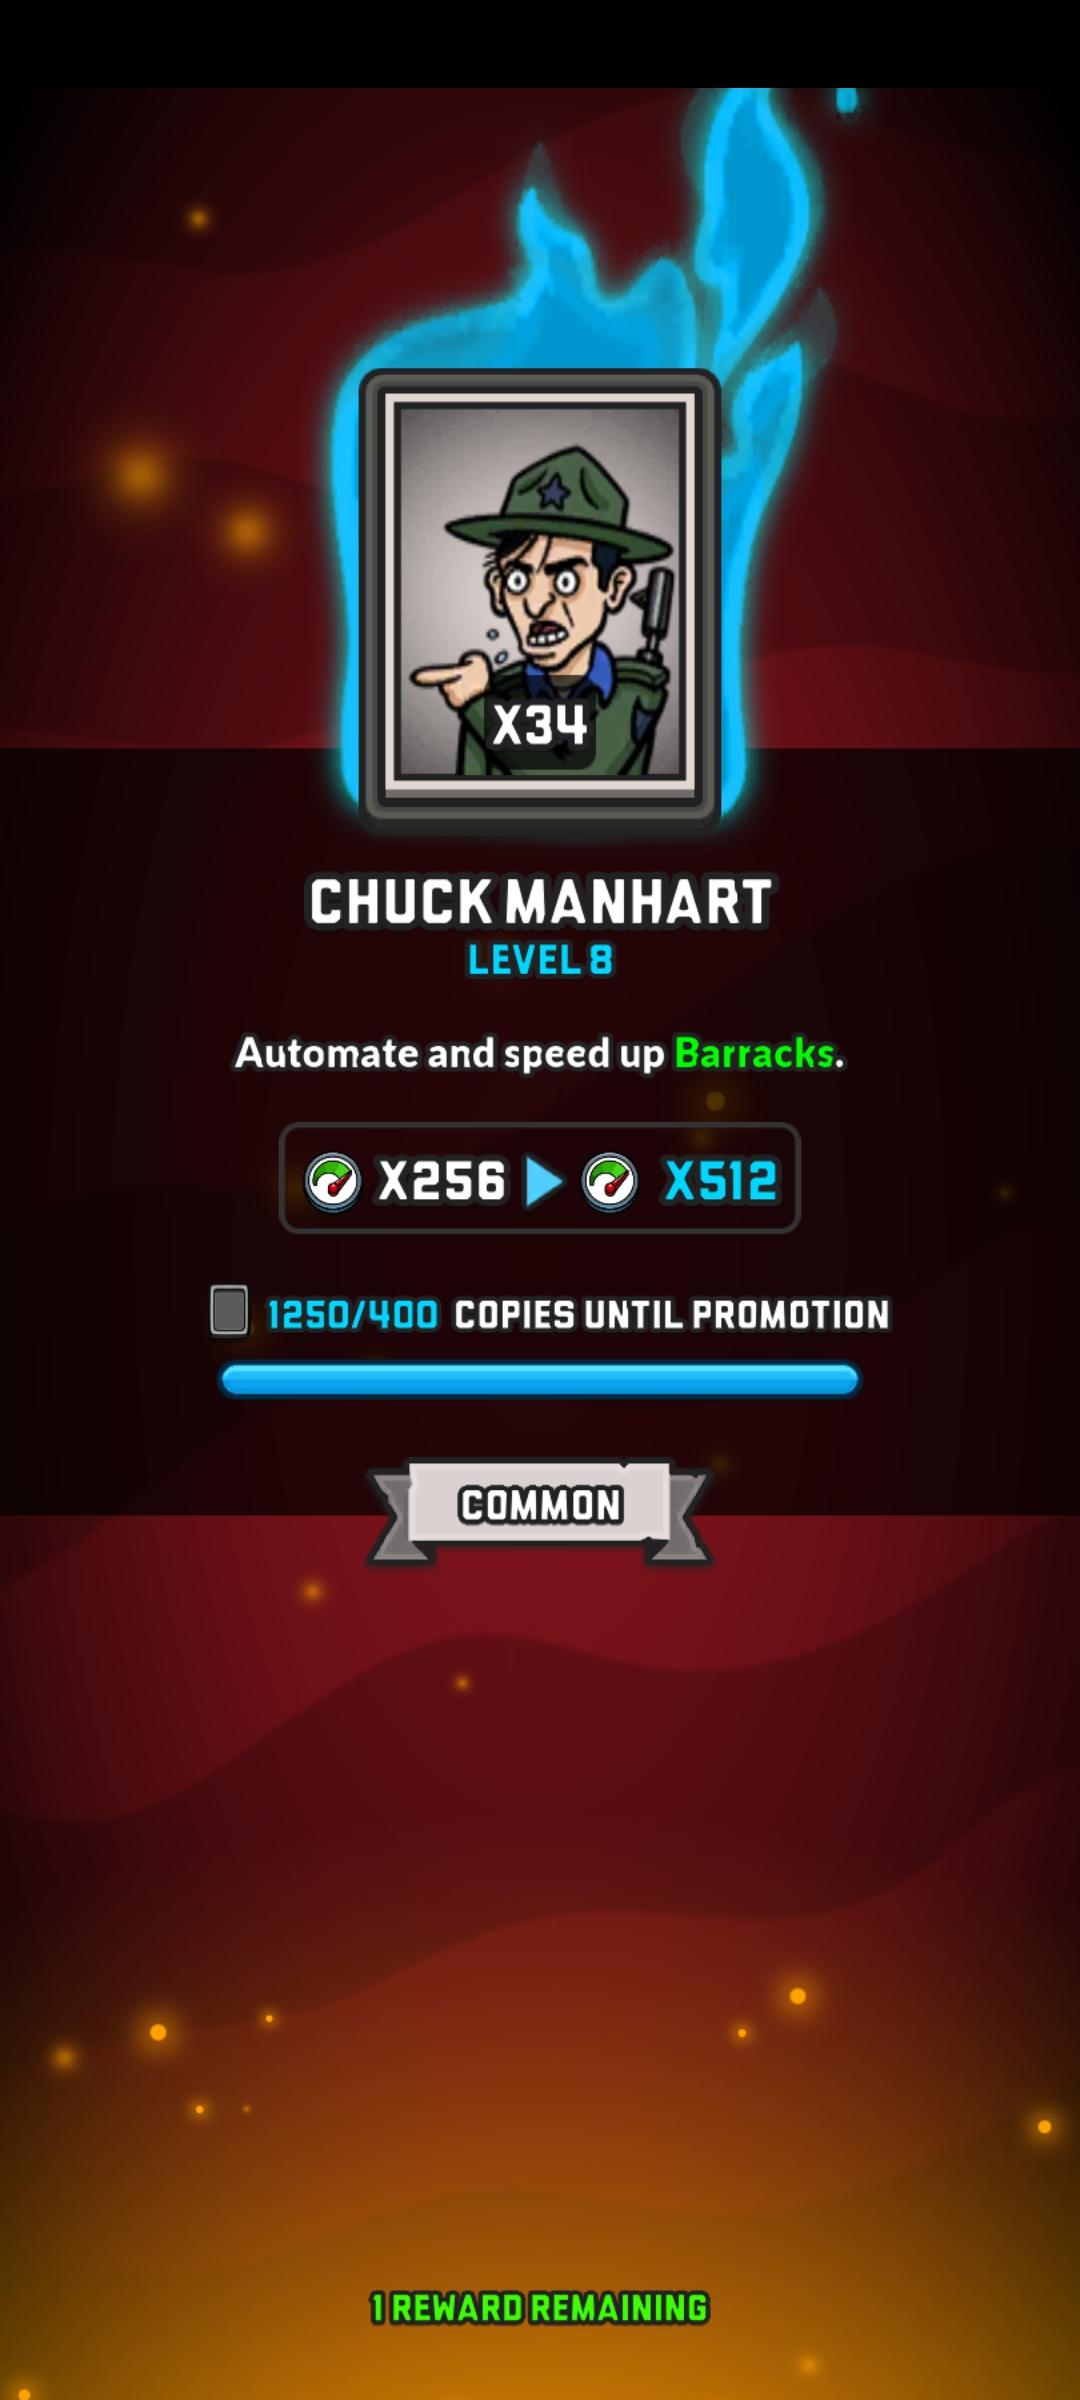 X34
CHUCK MANHART
LEVEL 8
Automate and speed up Barracks.
X256 X512
1250/400 COPIES UNTIL PROMOTION
COMMON
1 REWARD REMAINING